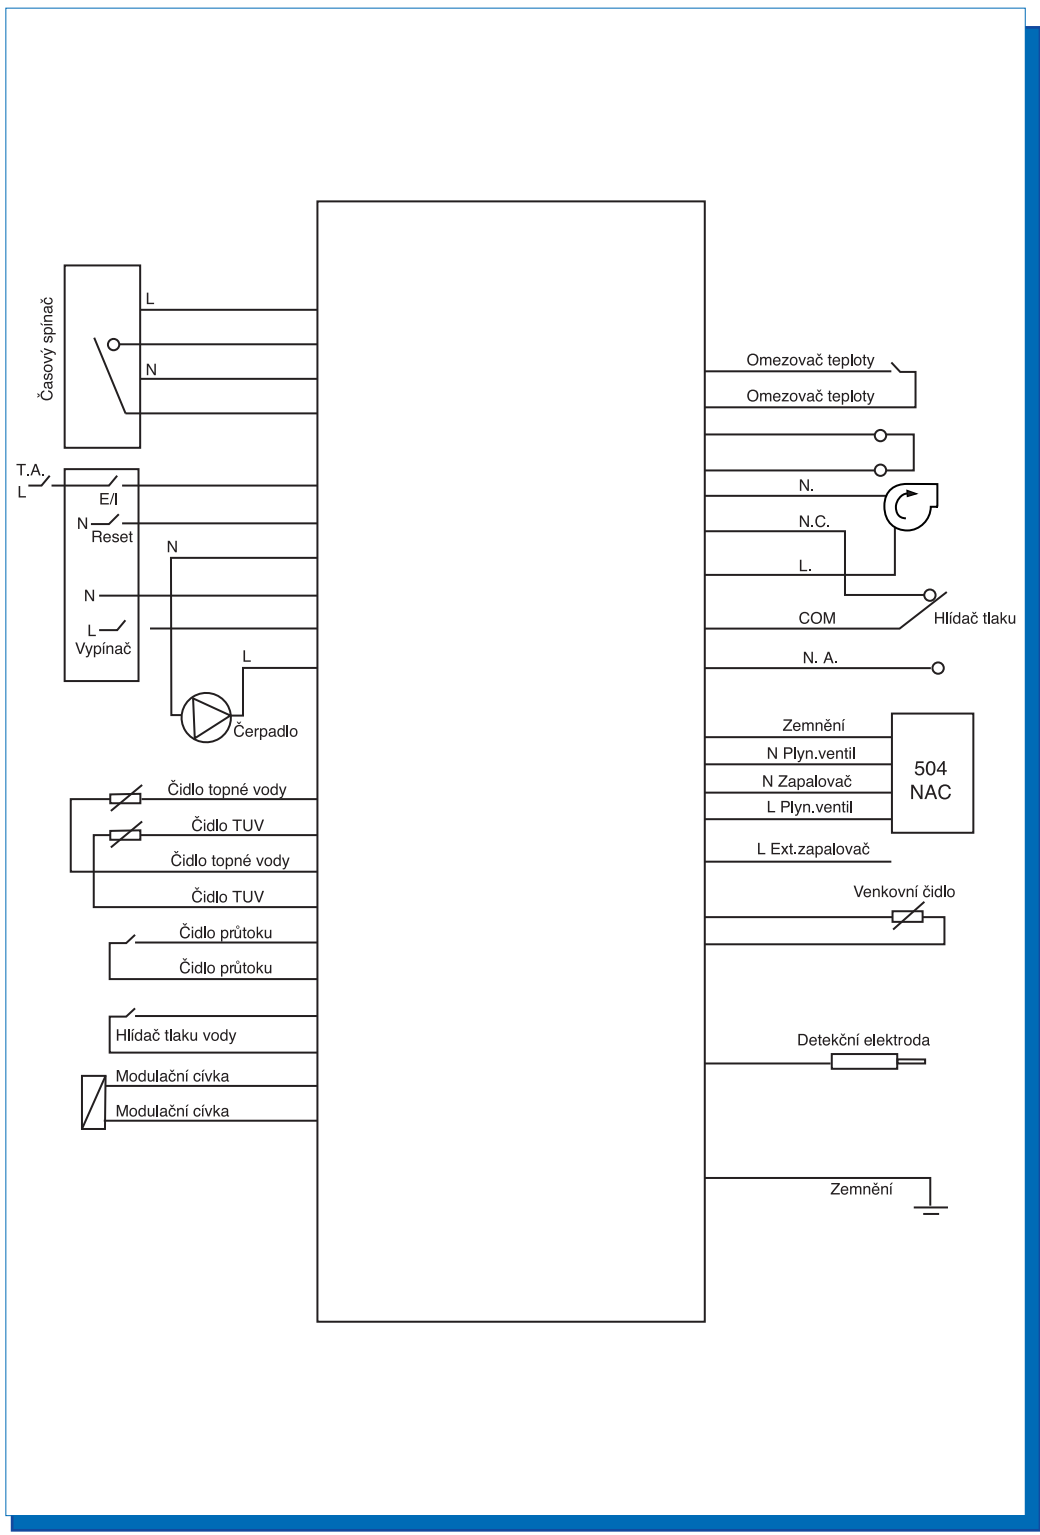 Časový spínač
L
N
T.A.
L
E/I
N
Reset
N
N
L
Vypínač
L
Čerpadlo
Čidlo topné vody
Čidlo TUV
Čidlo topné vody
Čidlo TUV
Čidlo průtoku
Čidlo průtoku
Hlídač tlaku vody
Modulační cívka
Modulační cívka
Omezovač teploty
Omezovač teploty
N.
N.C.
L.
COM
Hlídač tlaku
N. A.
Zemnění
N Plyn.ventil
N Zapalovač
L Plyn.ventil
504
NAC
L Ext.zapalovač
Venkovní čidlo
Detekční elektroda
Zemnění